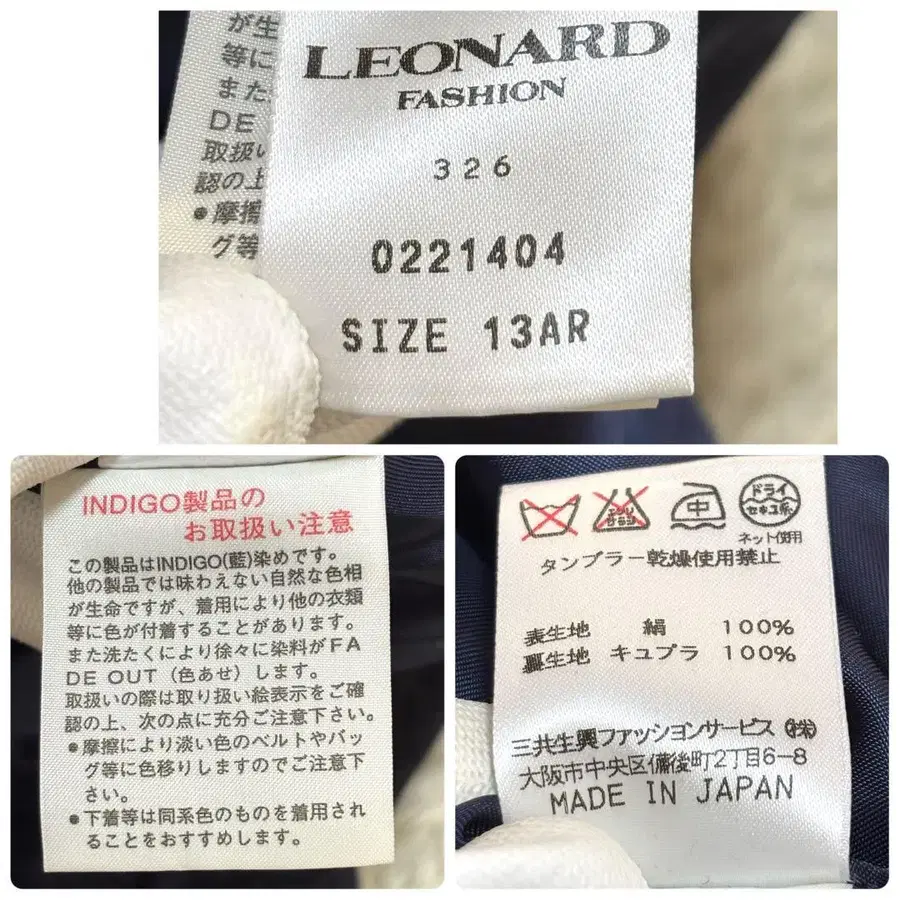 が生
等に
また
DE
取扱い
認の上
●摩擦
グ等
LEONARD
FASHION
326
0221404
SIZE 13AR
INDIGO製品の
お取扱い注意
この製品はINDIGO(藍)染めです。
他の製品では味わえない自然な色相
が生命ですが、着用により他の衣類
等に色が付着することがあります。
また洗たくにより徐々に染料がFA
DE OUT（色あせ）します。
取扱いの際は取り扱い絵表示をご確
認の上、次の点に充分ご注意下さい。
●摩擦により淡い色のベルトやバッ
グ等に色移りしますのでご注意下
さい。
●下着等は同系色のものを着用され
ることをおすすめします。
エンソ
サラシ
中
ドライ
セキユ系
ネット使用
タンブラー乾燥使用禁止
表生地 絹 100%
裏生地 キュプラ 100%
三共生興ファッションサービス(株)
大阪市中央区備後町2丁目6-8
MADE IN JAPAN